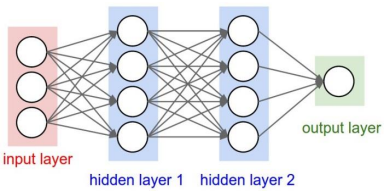 input layer
hidden layer 1
hidden layer 2
output layer